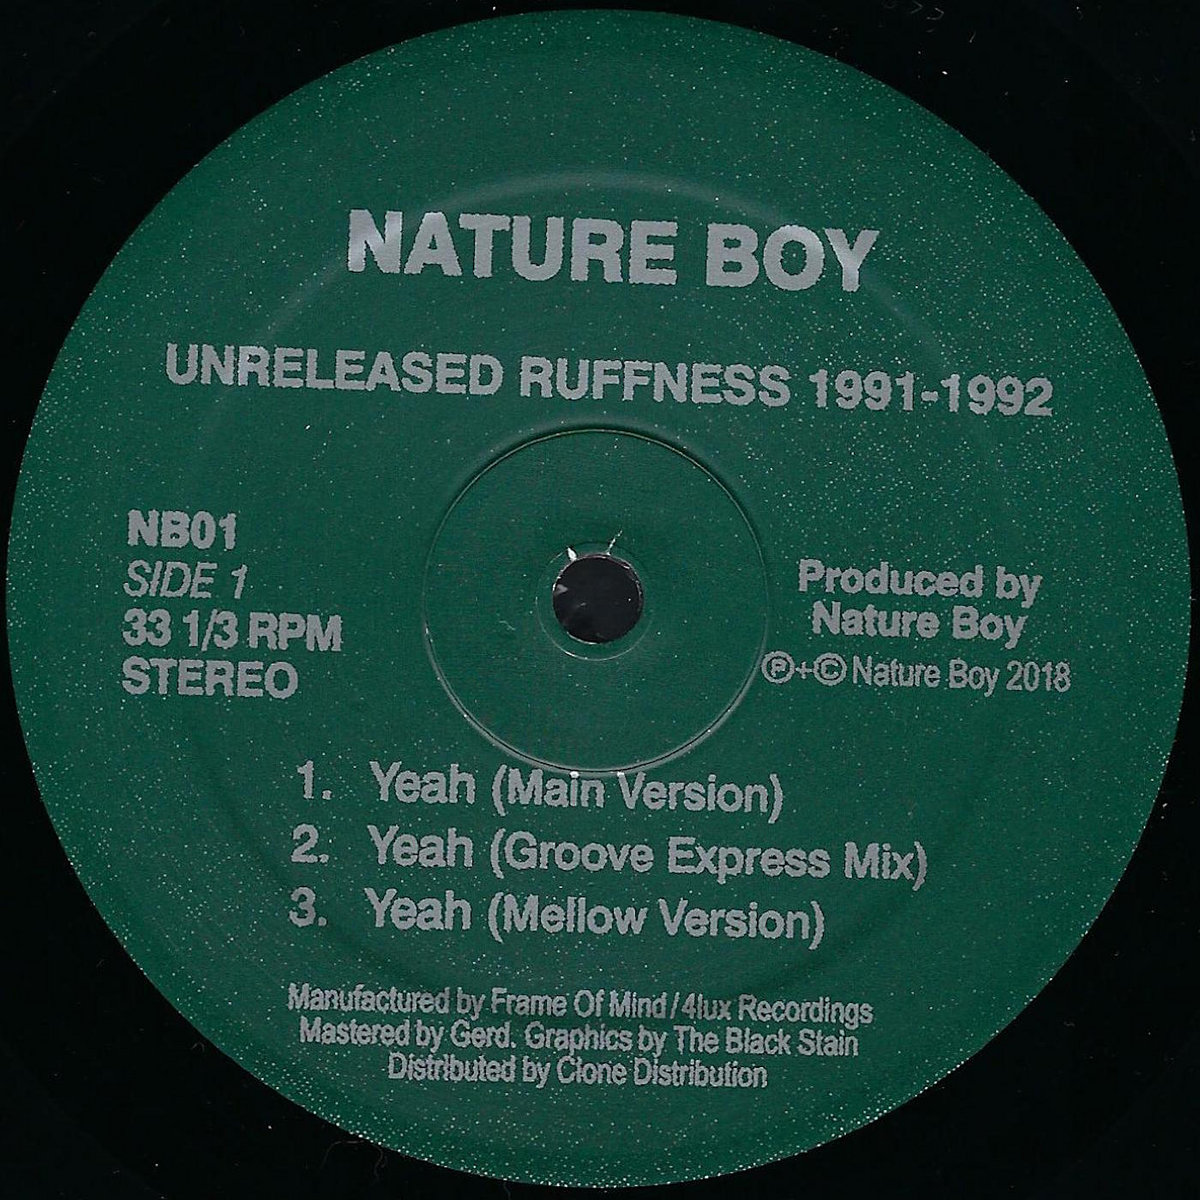 NATURE BOY
UNRELEASED RUFFNESS 1991-1992
NB01
SIDE 1
33 1/3 RPM
STEREO
Produced by
Nature Boy
℗+© Nature Boy 2018
1. Yeah (Main Version)
2. Yeah (Groove Express Mix)
3. Yeah (Mellow Version)
Manufactured by Frame Of Mind / 4lux Recordings
Mastered by Gerd. Graphics by The Black Stain
Distributed by Clone Distribution